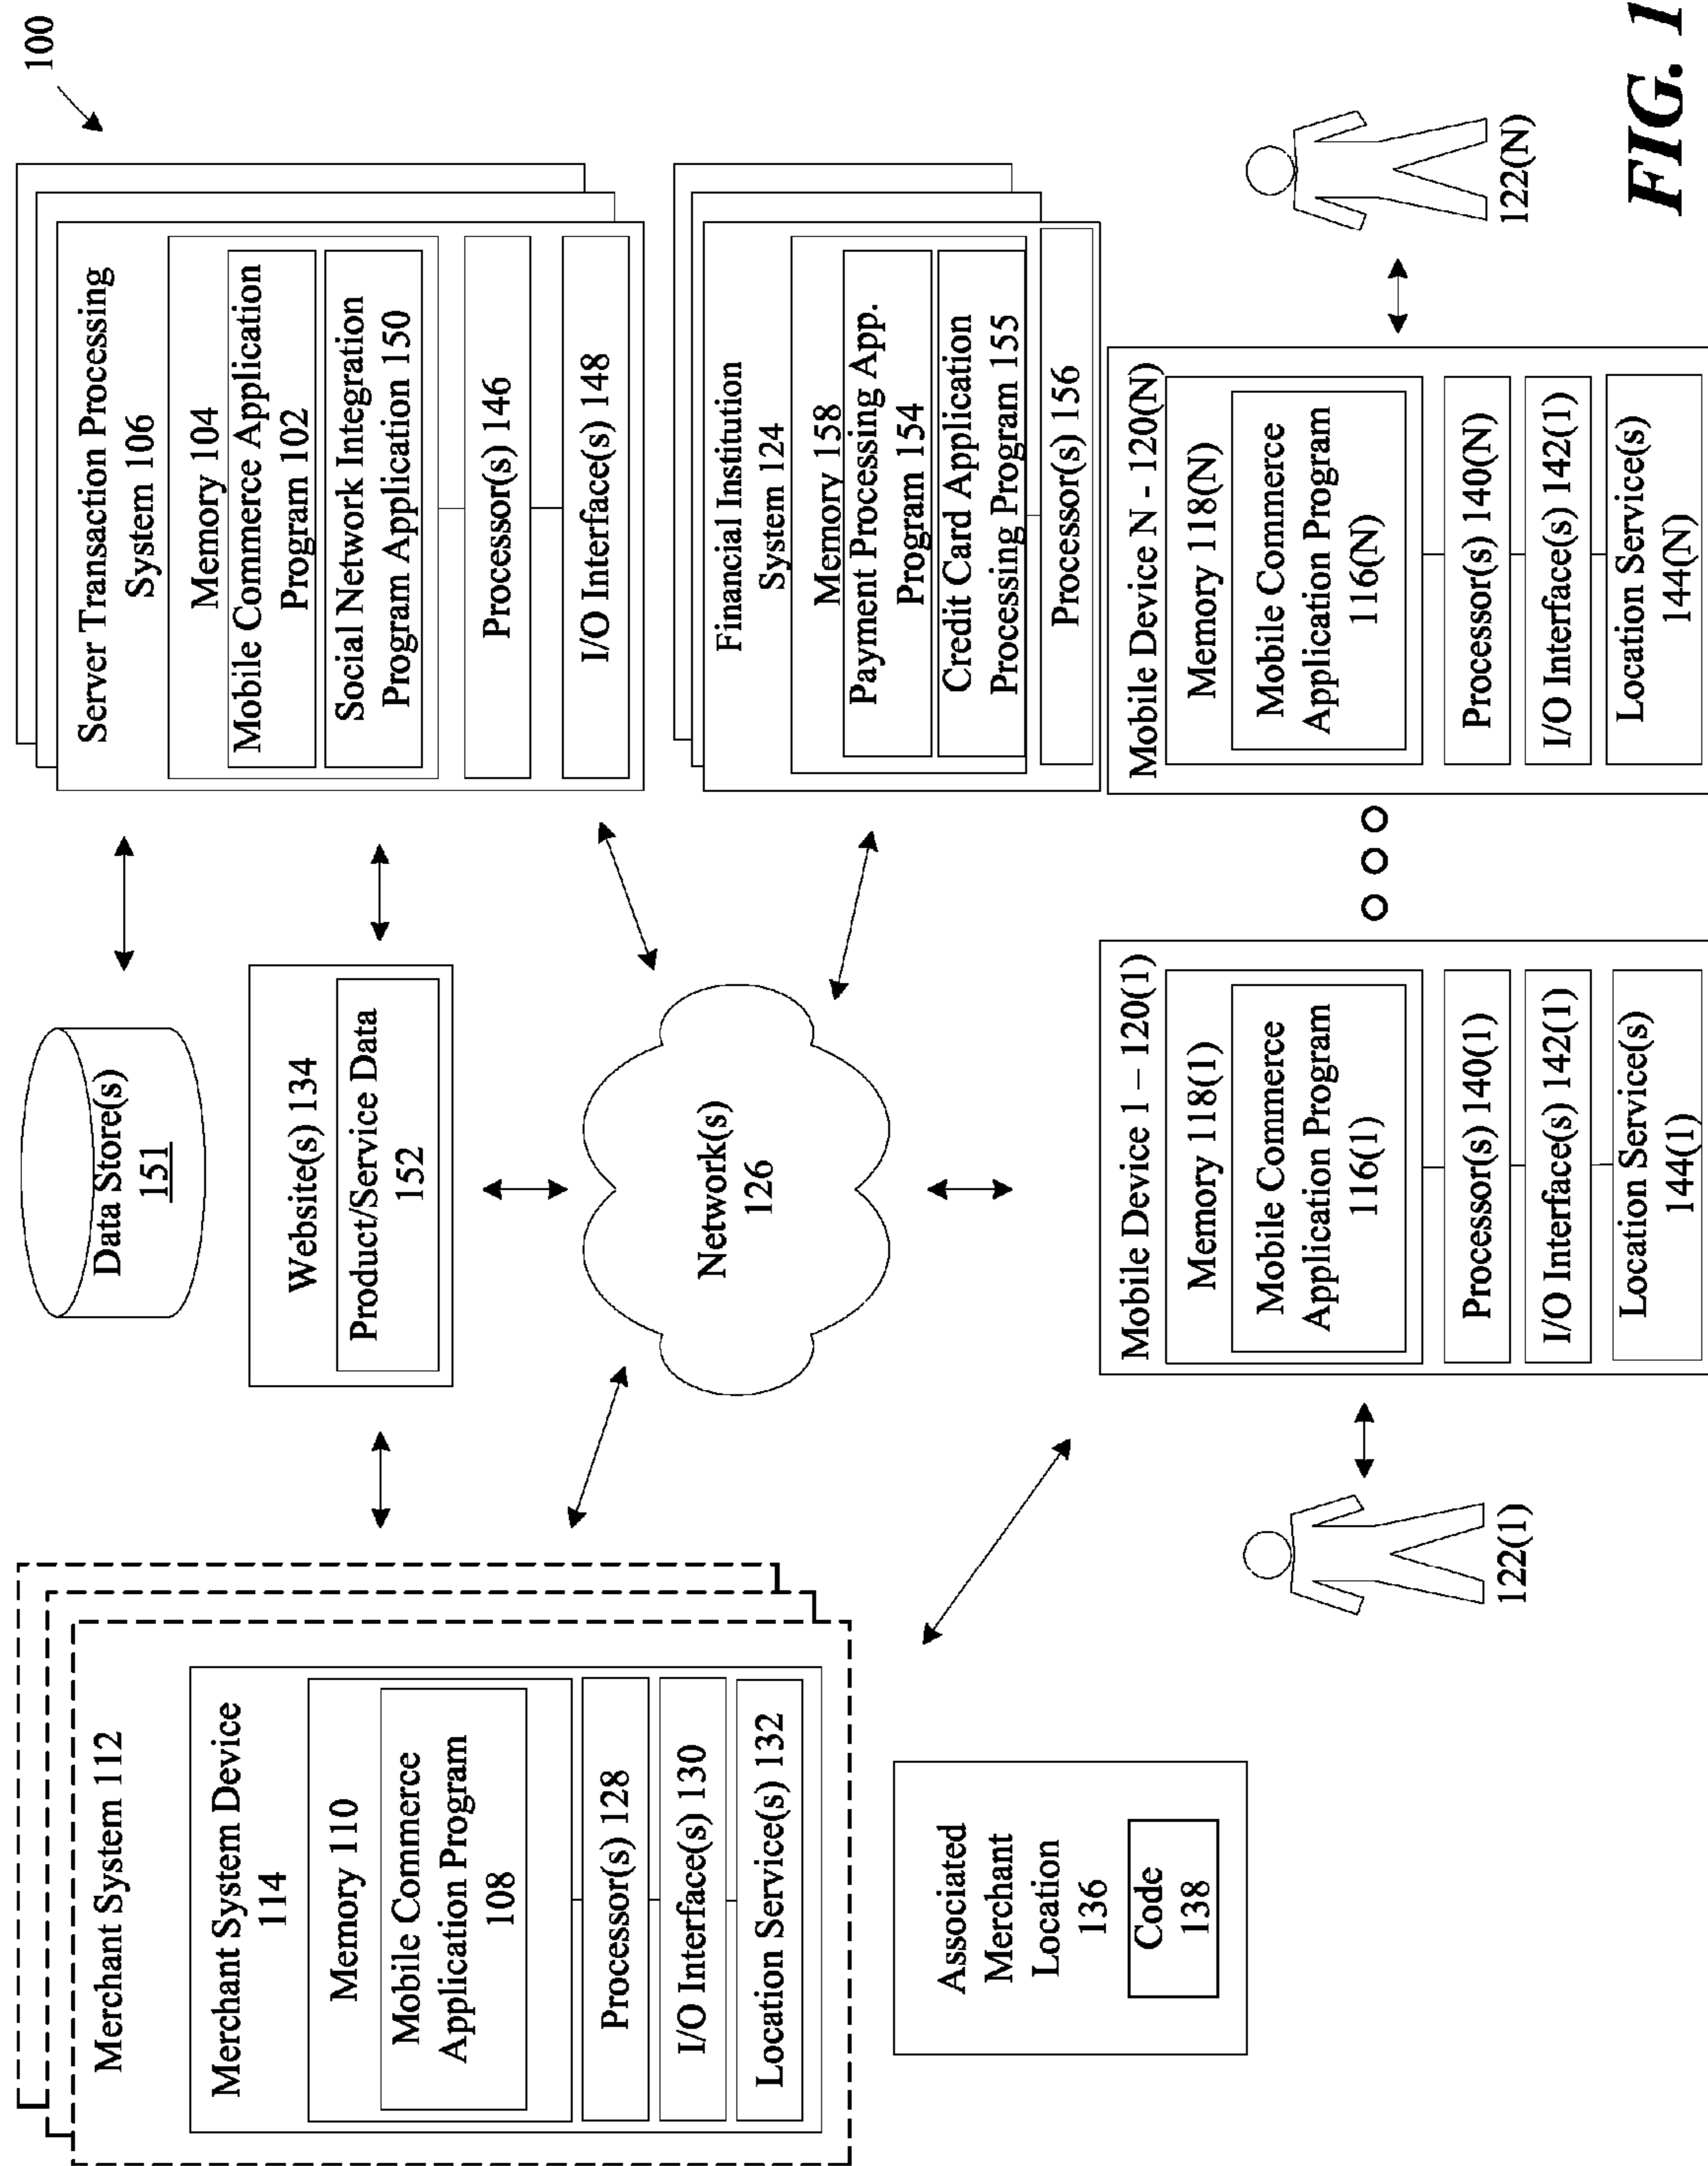 100
Merchant System 112
Merchant System Device
114
Memory 110
Mobile Commerce
Application Program
108
Processor(s) 128
I/O Interface(s) 130
Location Service(s) 132
Data Store(s)
151
Website(s) 134
Product/Service Data
152
Network(s)
126
Server Transaction Processing
System 106
Memory 104
Mobile Commerce Application
Program 102
Social Network Integration
Program Application 150
Processor(s) 146
I/O Interface(s) 148
Financial Institution
System 124
Memory 158
Payment Processing App.
Program 154
Credit Card Application
Processing Program 155
Processor(s) 156
Associated
Merchant
Location
136
Code
138
122(1)
Mobile Device 1 – 120(1)
Memory 118(1)
Mobile Commerce
Application Program
116(1)
Processor(s) 140(1)
I/O Interface(s) 142(1)
Location Service(s)
144(1)
Mobile Device N - 120(N)
Memory 118(N)
Mobile Commerce
Application Program
116(N)
Processor(s) 140(N)
I/O Interface(s) 142(1)
Location Service(s)
144(N)
122(N)
FIG. 1